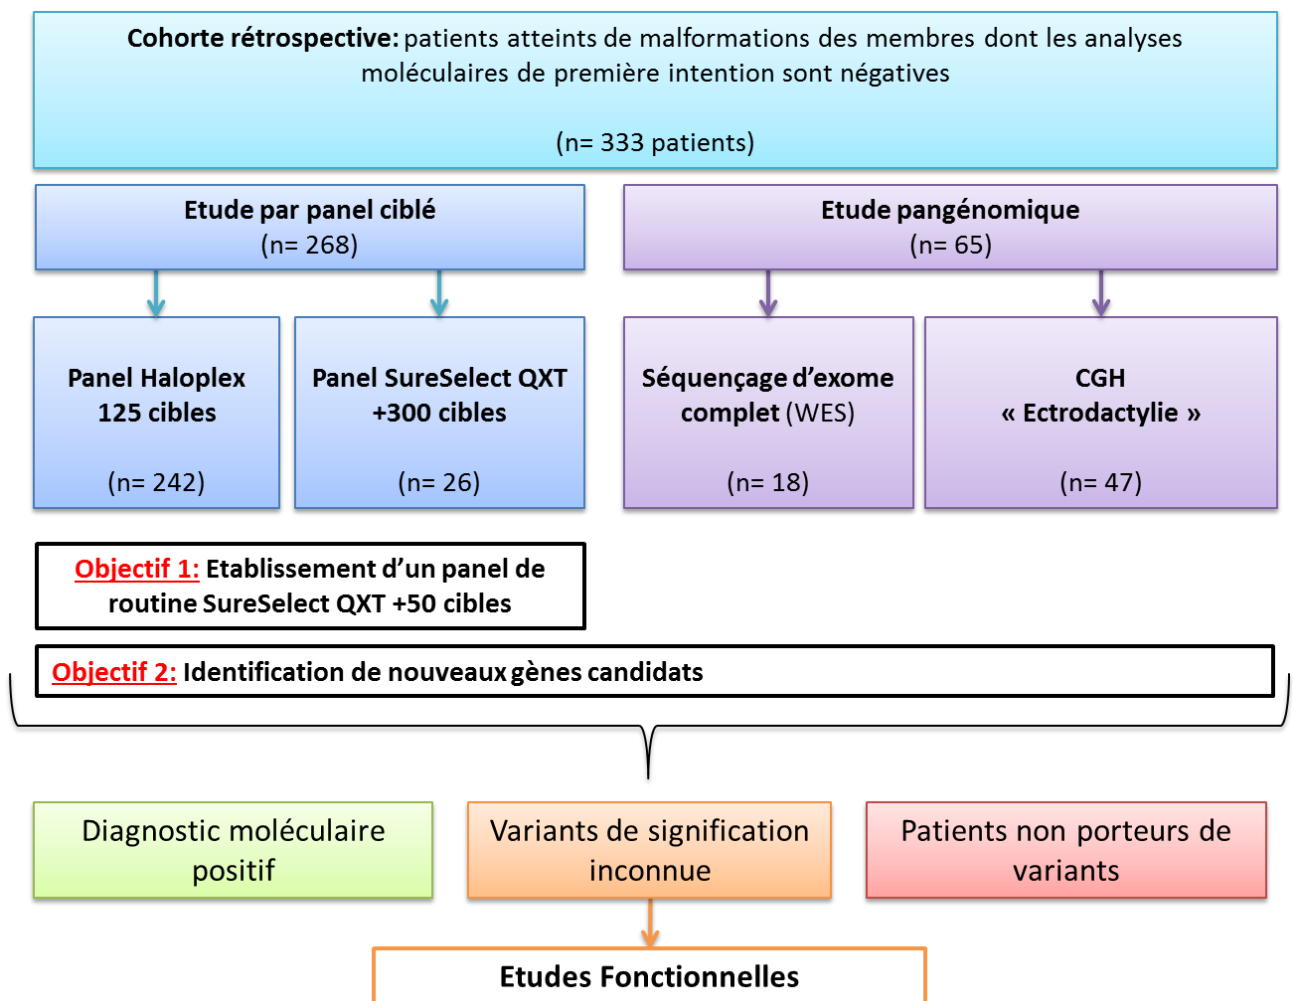 Cohorte rétrospective: patients atteints de malformations des membres dont les analyses
moléculaires de première intention sont négatives
(n= 333 patients)
Etude par panel ciblé
(n= 268)
Etude pangénomique
(n= 65)
Panel Haloplex
125 cibles
(n= 242)
Panel SureSelect QXT
+300 cibles
(n= 26)
Séquençage d’exome
complet (WES)
(n= 18)
CGH
« Ectrodactylie »
(n= 47)
Objectif 1: Etablissement d’un panel de
routine SureSelect QXT +50 cibles
Objectif 2: Identification de nouveaux gènes candidats
Diagnostic moléculaire
positif
Variants de signification
inconnue
Patients non porteurs de
variants
Etudes Fonctionnelles